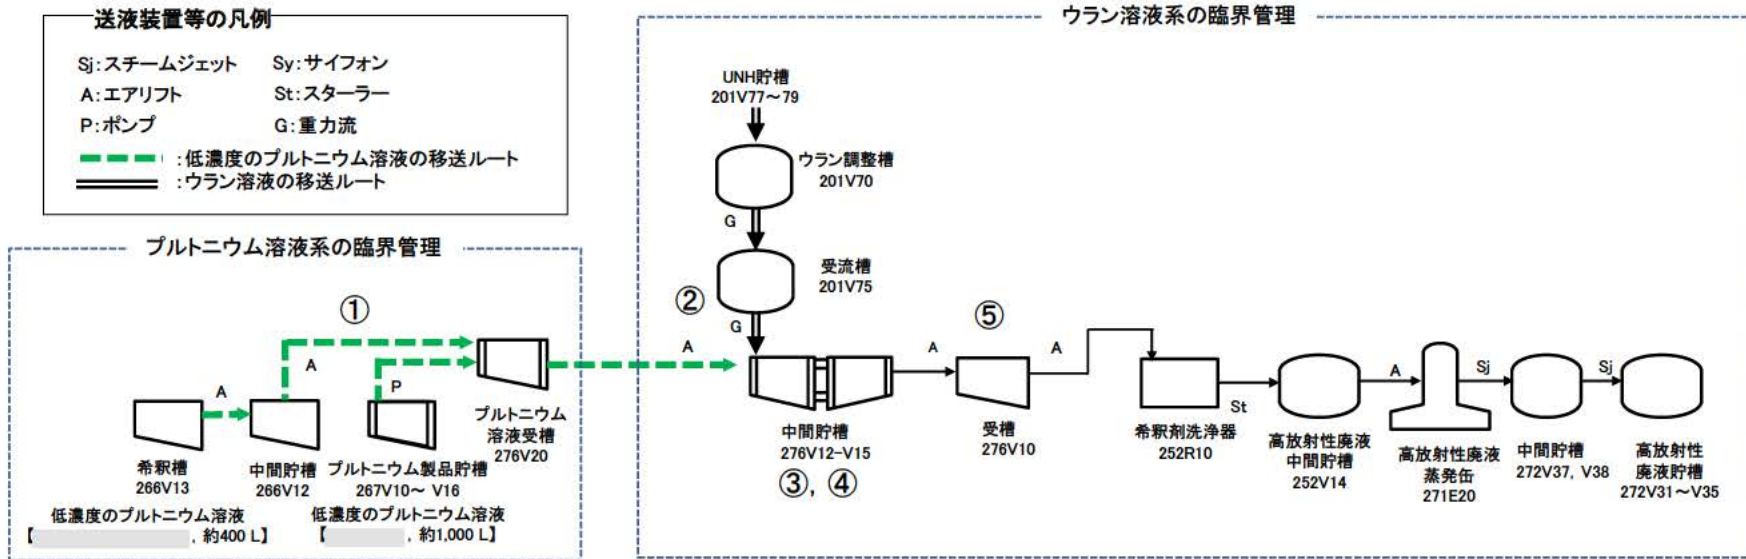 送液装置等の凡例
Sj:スチームジェット Sy:サイフォン
A:エアリフト St:スターラー
P:ポンプ G:重力流
:低濃度のプルトニウム溶液の移送ルート
:ウラン溶液の移送ルート
プルトニウム溶液系の臨界管理
①
A
A
P
希釈槽
266V13
中間貯槽
266V12
プルトニウム製品貯槽
267V10~ V16
プルトニウム
溶液受槽
276V20
低濃度のプルトニウム溶液
【 , 約400 L】
低濃度のプルトニウム溶液
【 , 約1,000 L】
ウラン溶液系の臨界管理
UNH貯槽
201V77~79
ウラン調整槽
201V70
G
受流槽
201V75
②
G
A
中間貯槽
276V12-V15
③, ④
A
⑤
受槽
276V10
A
希釈剤洗浄器
252R10
St
高放射性廃液
中間貯槽
252V14
A
高放射性廃液
蒸発缶
271E20
Sj
中間貯槽
272V37, V38
Sj
高放射性
廃液貯槽
272V31~V35